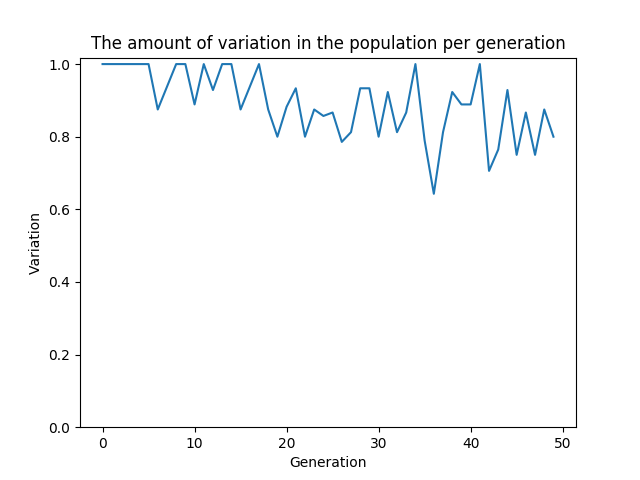 The amount of variation in the population per generation
1.0
0.8
0.6
0.4
0.2
0.0
Variation
0 10 20 30 40 50
Generation